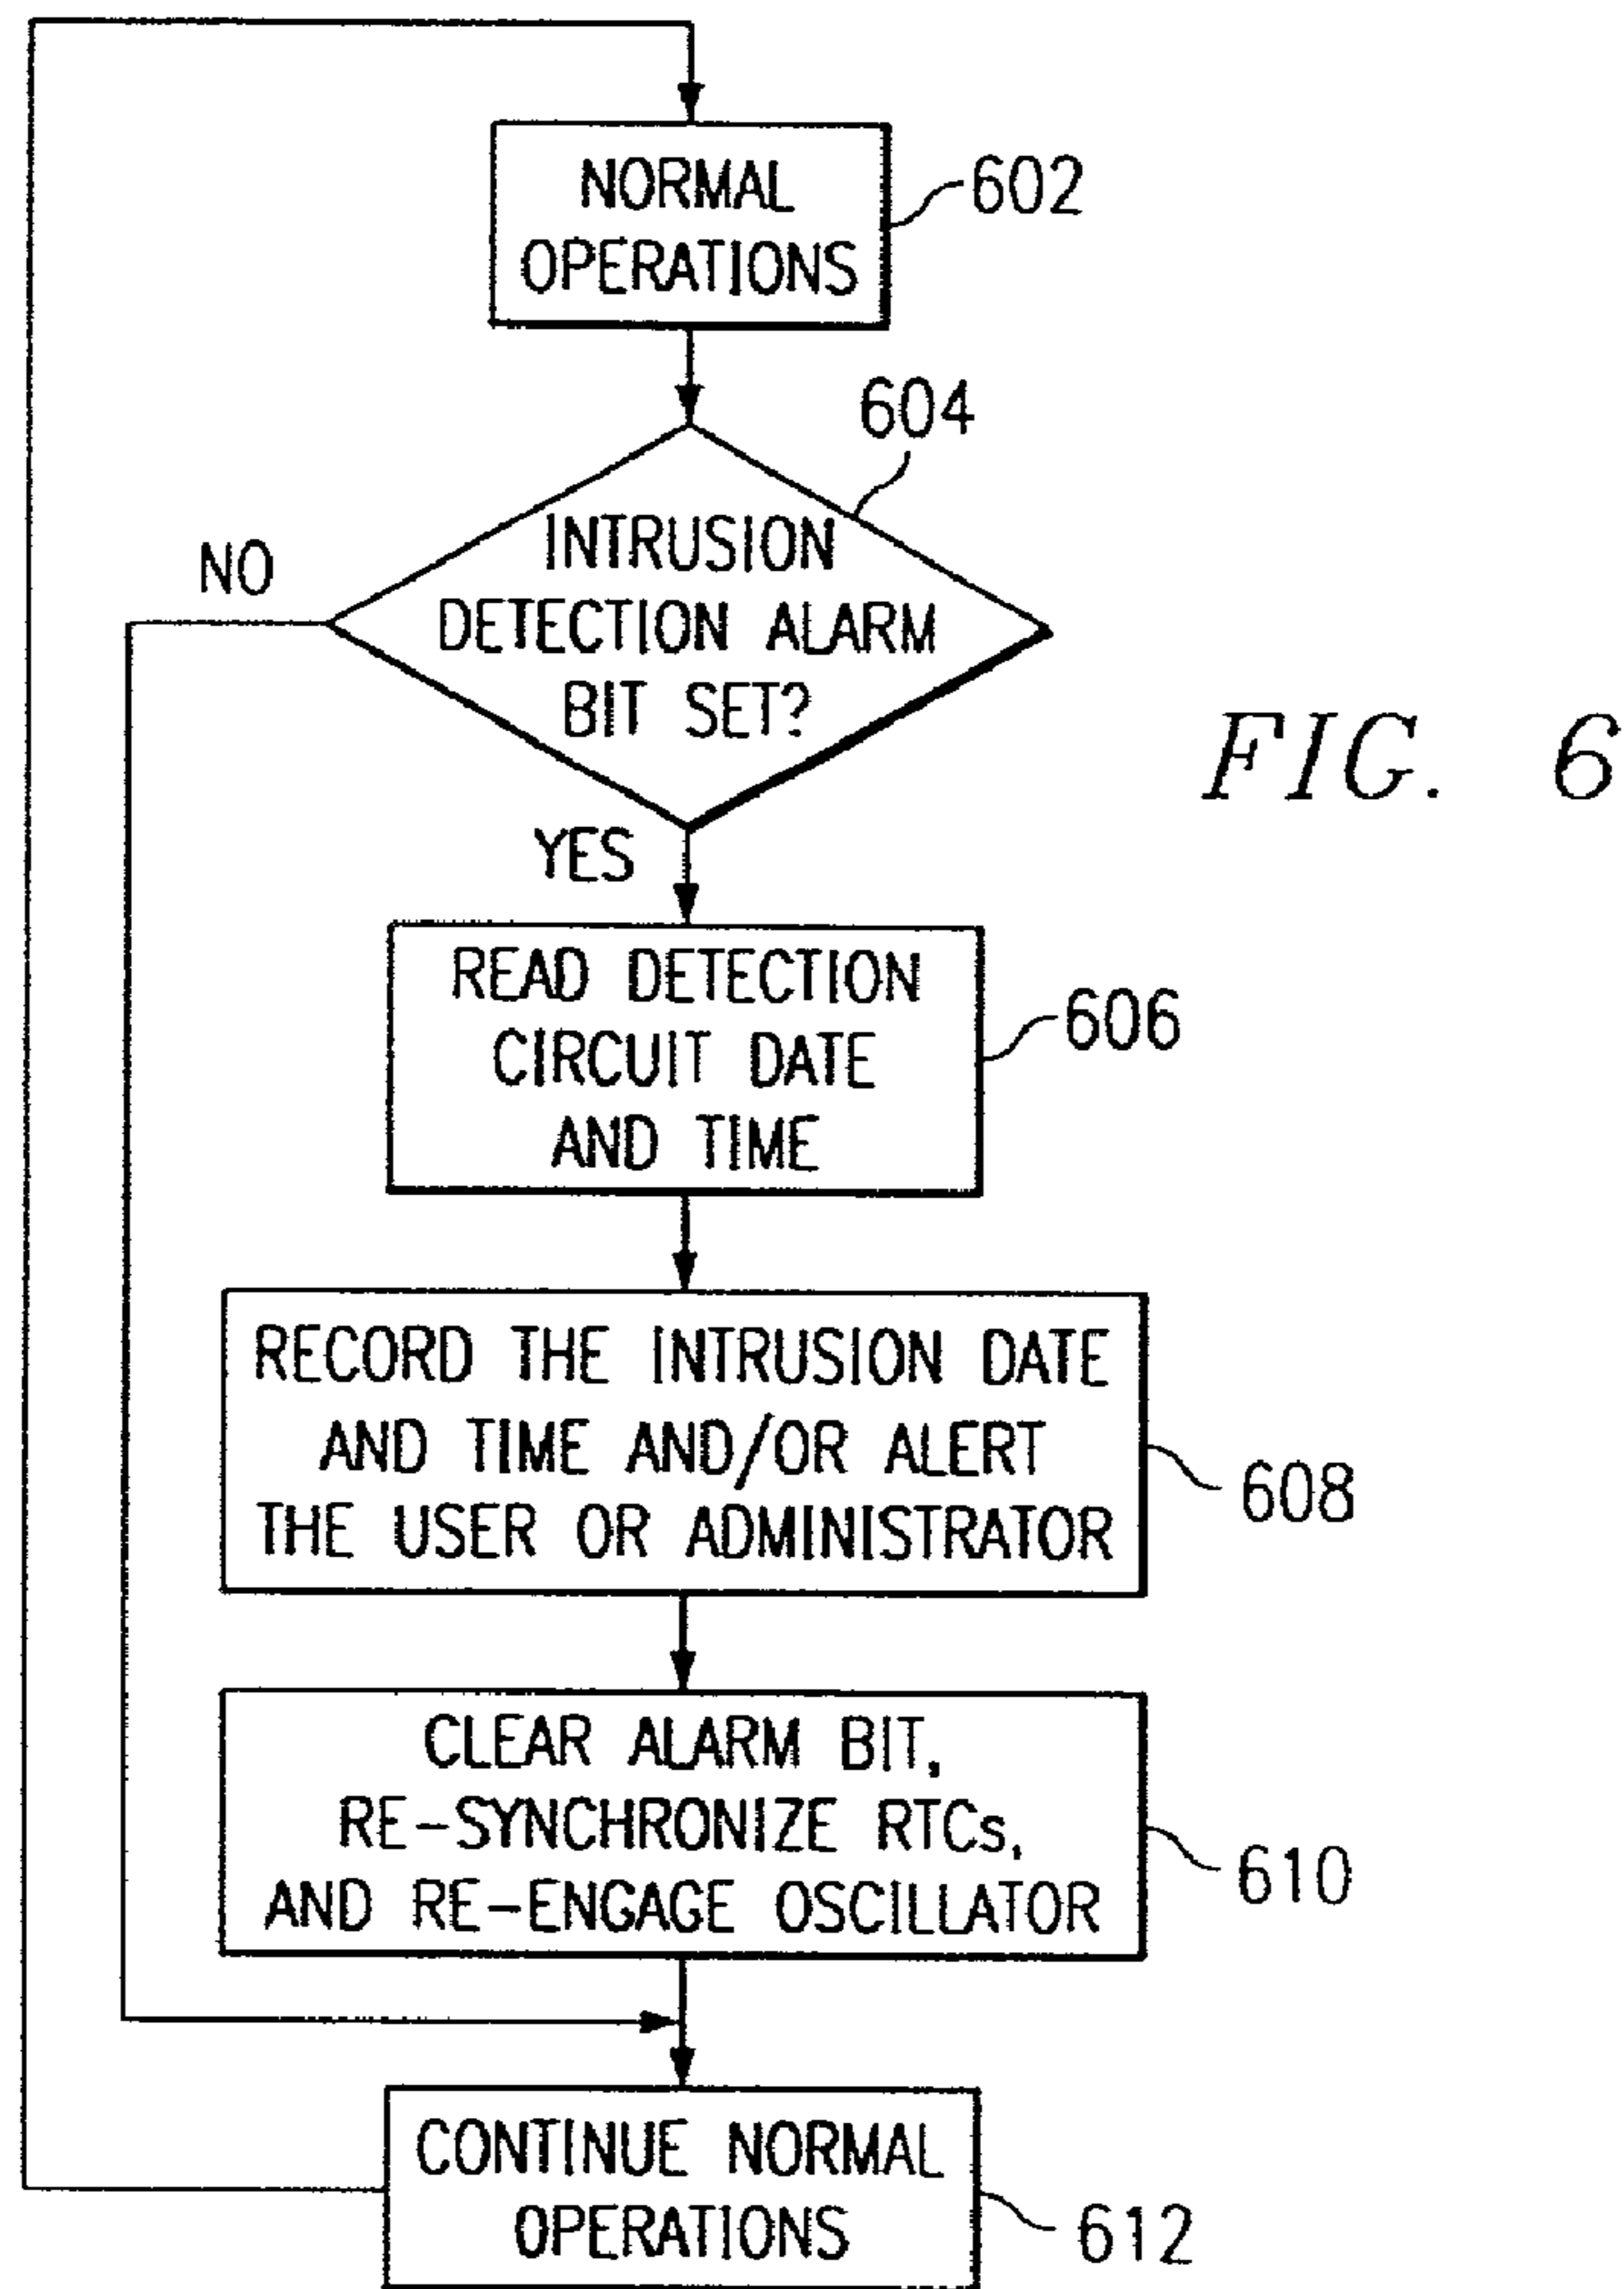 NORMAL
OPERATIONS
602
604
INTRUSION
DETECTION ALARM
BIT SET?
NO
FIG. 6
YES
READ DETECTION
CIRCUIT DATE
AND TIME
606
RECORD THE INTRUSION DATE
AND TIME AND/OR ALERT
THE USER OR ADMINISTRATOR
608
CLEAR ALARM BIT,
RE-SYNCHRONIZE RTCs,
AND RE-ENGAGE OSCILLATOR
610
CONTINUE NORMAL
OPERATIONS
612